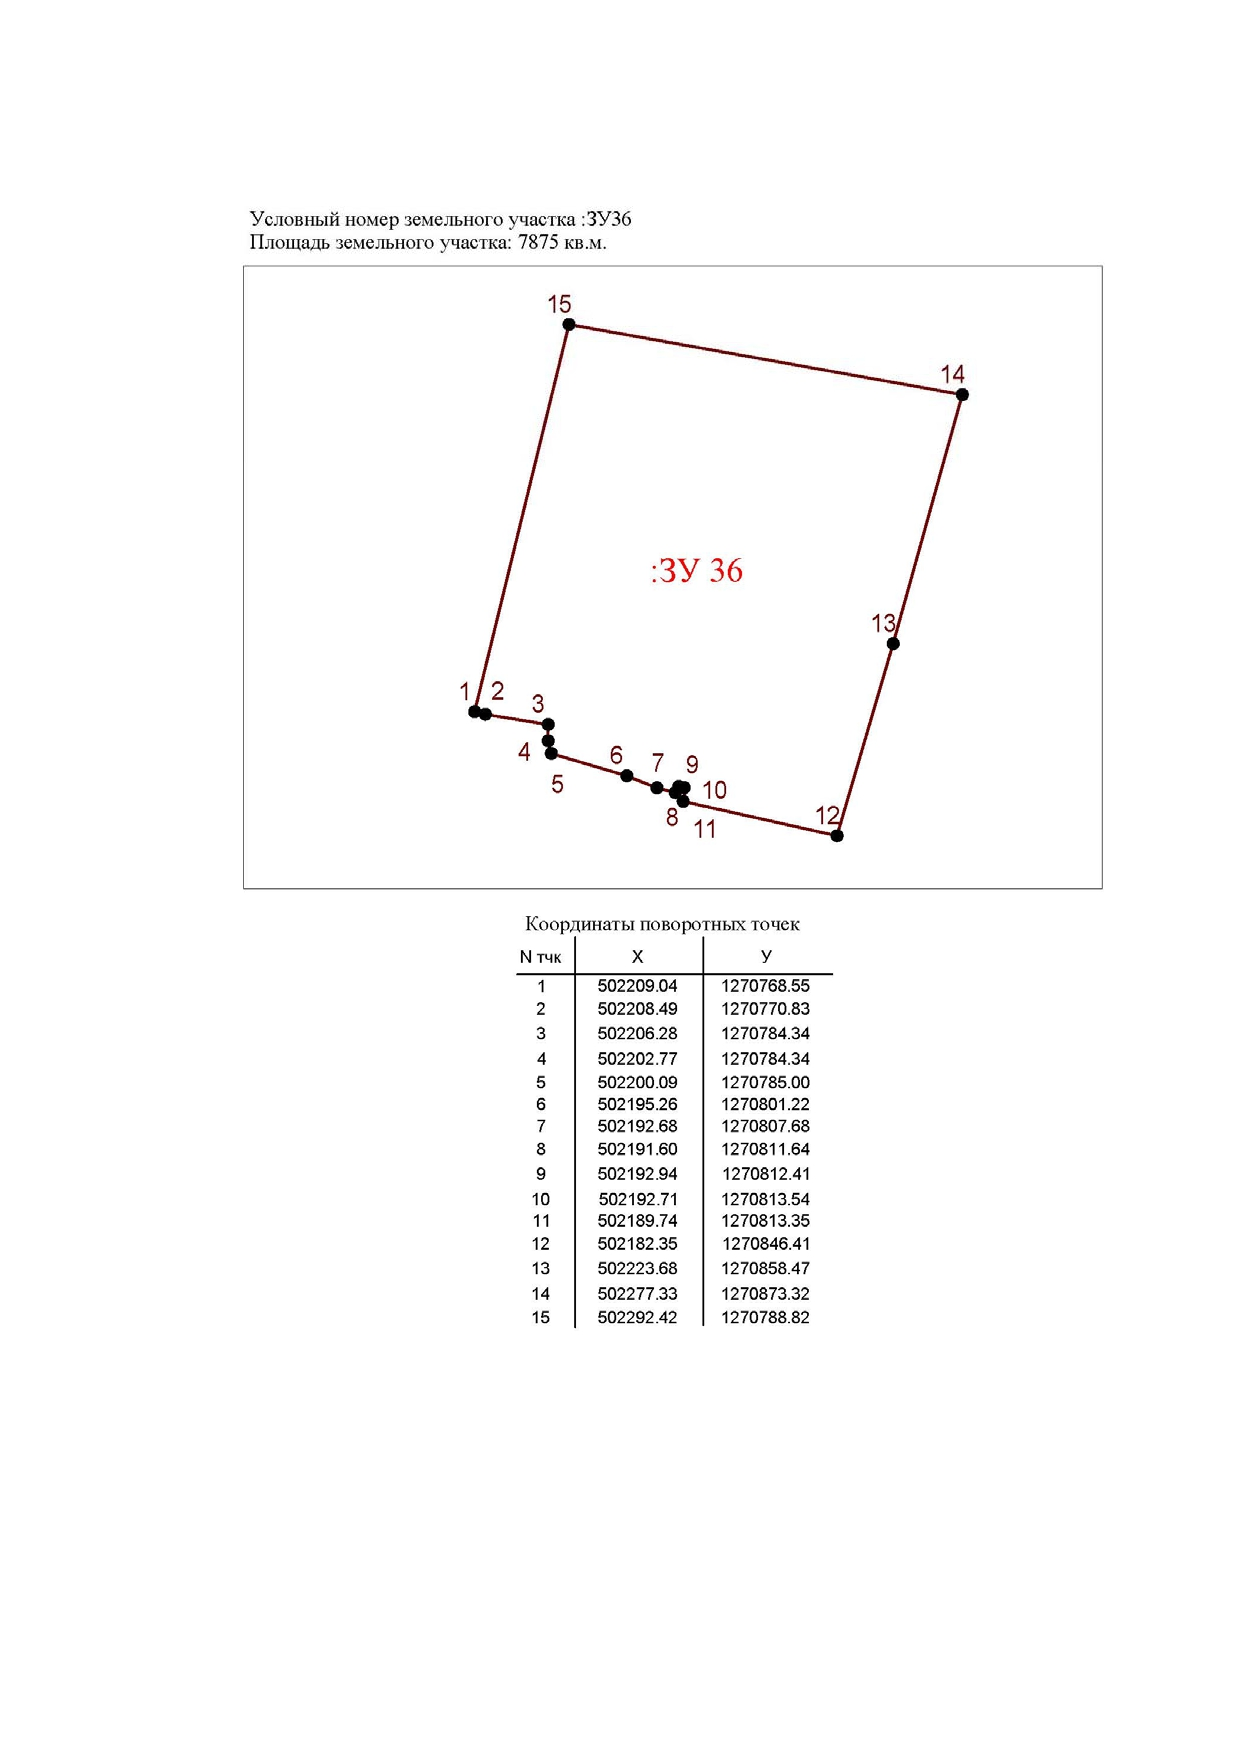 Условный номер земельного участка :ЗУ36
Площадь земельного участка: 7875 кв.м.
15
14
:ЗУ 36
13
1 2
3
4
5
6
7
9
10
8
11
12
Координаты поворотных точек
N тчк X У
1 502209.04 1270768.55
2 502208.49 1270770.83
3 502206.28 1270784.34
4 502202.77 1270784.34
5 502200.09 1270785.00
6 502195.26 1270801.22
7 502192.68 1270807.68
8 502191.60 1270811.64
9 502192.94 1270812.41
10 502192.71 1270813.54
11 502189.74 1270813.35
12 502182.35 1270846.41
13 502223.68 1270858.47
14 502277.33 1270873.32
15 502292.42 1270788.82